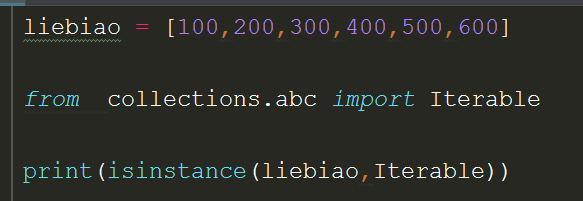 liebiao = [100,200,300,400,500,600]
from  collections.abc import Iterable
print(isinstance(liebiao,Iterable))